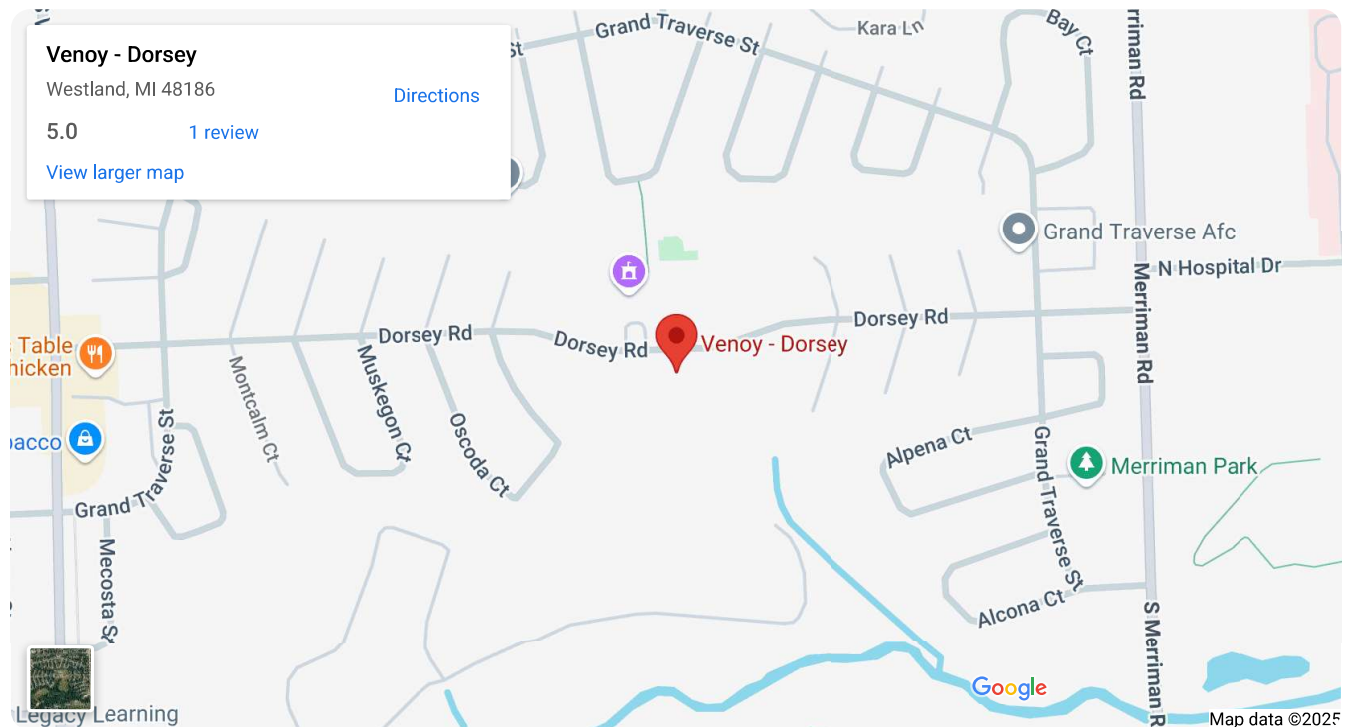 Venoy - Dorsey
Westland, MI 48186
Directions
5.0
1 review
View larger map
St
Grand Traverse St
Kara Ln
Bay Ct
Merriman Rd
Grand Traverse Afc
N Hospital Dr
Table
Dorsey Rd
Dorsey Rd
Venoy - Dorsey
Dorsey Rd
Merriman Rd
Montcalm Ct
Muskegon Ct
Oscoda Ct
Grand Traverse St
Alpena Ct
Grand Traverse St
Merriman Park
Mecosta St
Alcona Ct
S Merriman R
Google
Legacy Learning
Map data ©2025